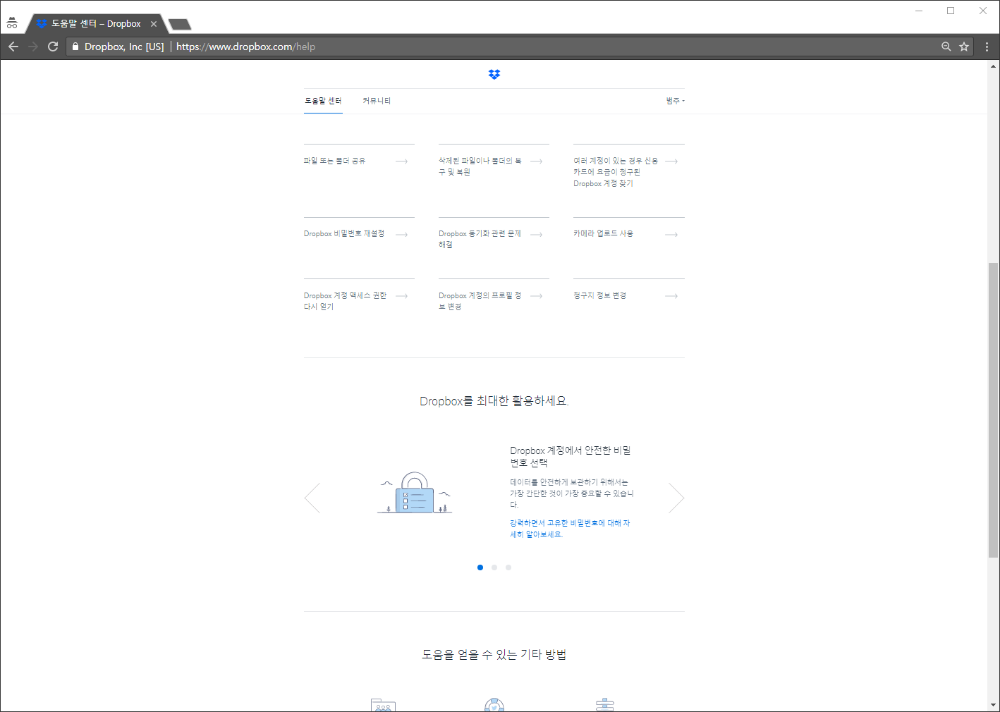 도움말 센터 – Dropbox
Dropbox, Inc [US] | https://www.dropbox.com/help
도움말 센터 커뮤니티 범주
파일 또는 폴더 공유
삭제된 파일이나 폴더의 복
구 및 복원
여러 계정이 있는 경우 신용
카드에 요금이 청구된
Dropbox 계정 찾기
Dropbox 비밀번호 재설정
Dropbox 동기화 관련 문제
해결
카메라 업로드 사용
Dropbox 계정 액세스 권한
다시 얻기
Dropbox 계정의 프로필 정
보 변경
청구지 정보 변경
Dropbox를 최대한 활용하세요.
Dropbox 계정에서 안전한 비밀
번호 선택
데이터를 안전하게 보관하기 위해서는
가장 간단한 것이 가장 중요할 수 있습니
다.
강력하면서 고유한 비밀번호에 대해 자
세히 알아보세요.
도움을 얻을 수 있는 기타 방법